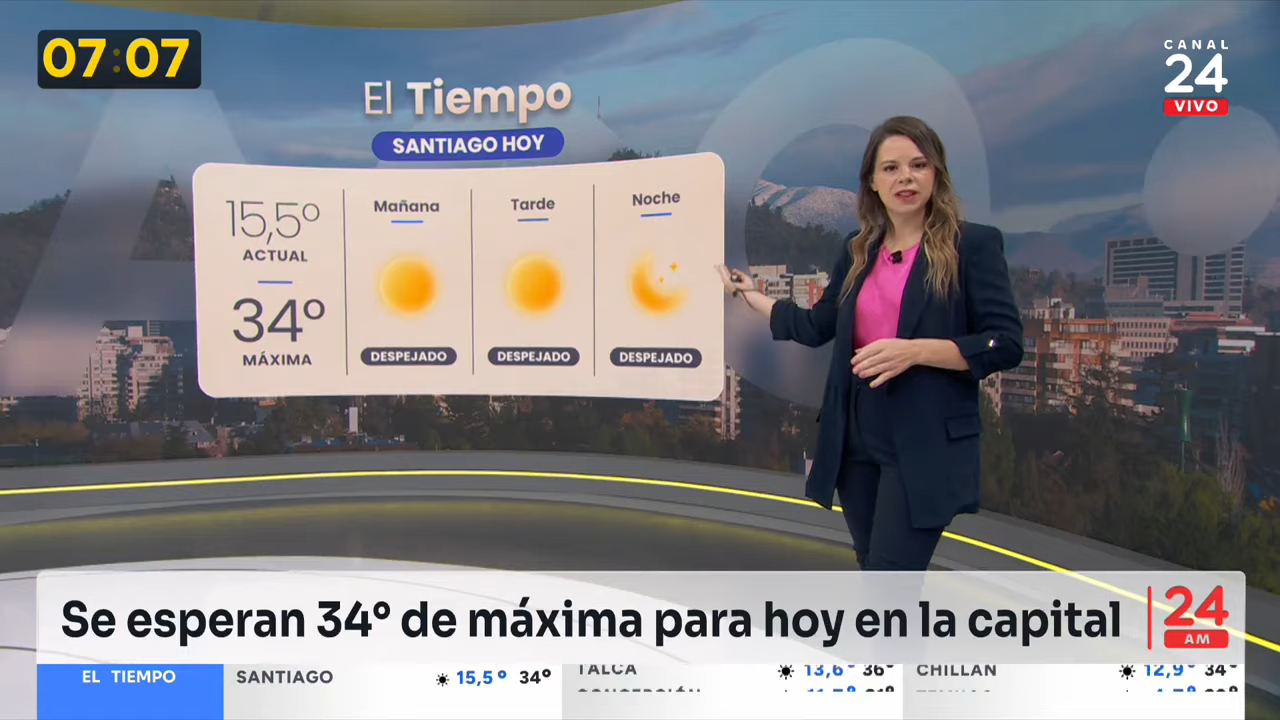 07:07
CANAL
24
VIVO
El Tiempo
SANTIAGO HOY
15,5°
ACTUAL
34°
MÁXIMA
Mañana
DESPEJADO
Tarde
DESPEJADO
Noche
DESPEJADO
Se esperan 34° de máxima para hoy en la capital
24
AM
EL TIEMPO
SANTIAGO 15,5° 34°
TALCA 13,6° 36°
CHILLÁN 12,9° 34°